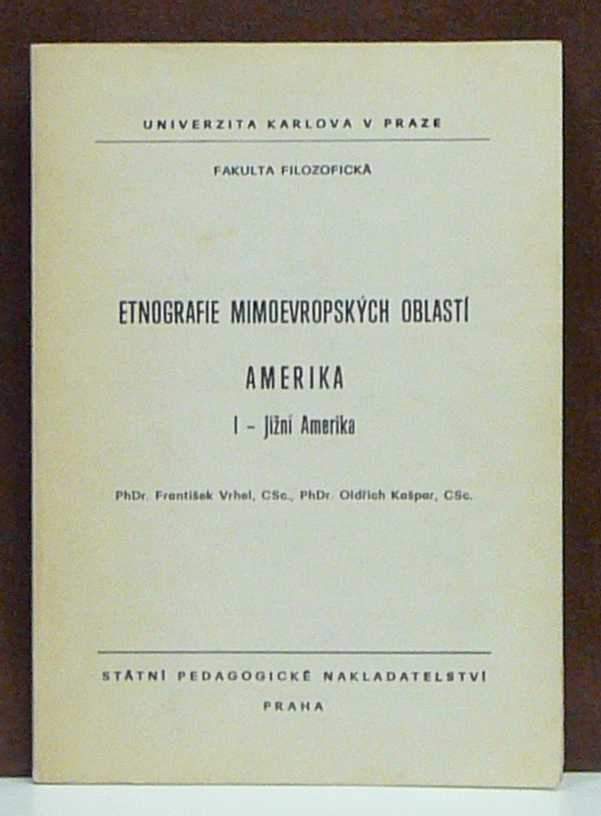 UNIVERZITA KARLOVA V PRAZE
FAKULTA FILOZOFICKÁ
ETNOGRAFIE MIMOEVROPSKÝCH OBLASTÍ
AMERIKA
I - Jižní Amerika
PhDr. František Vrhel, CSc., PhDr. Oldřich Kašpar, CSc.
STÁTNÍ PEDAGOGICKÉ NAKLADATELSTVÍ
PRAHA